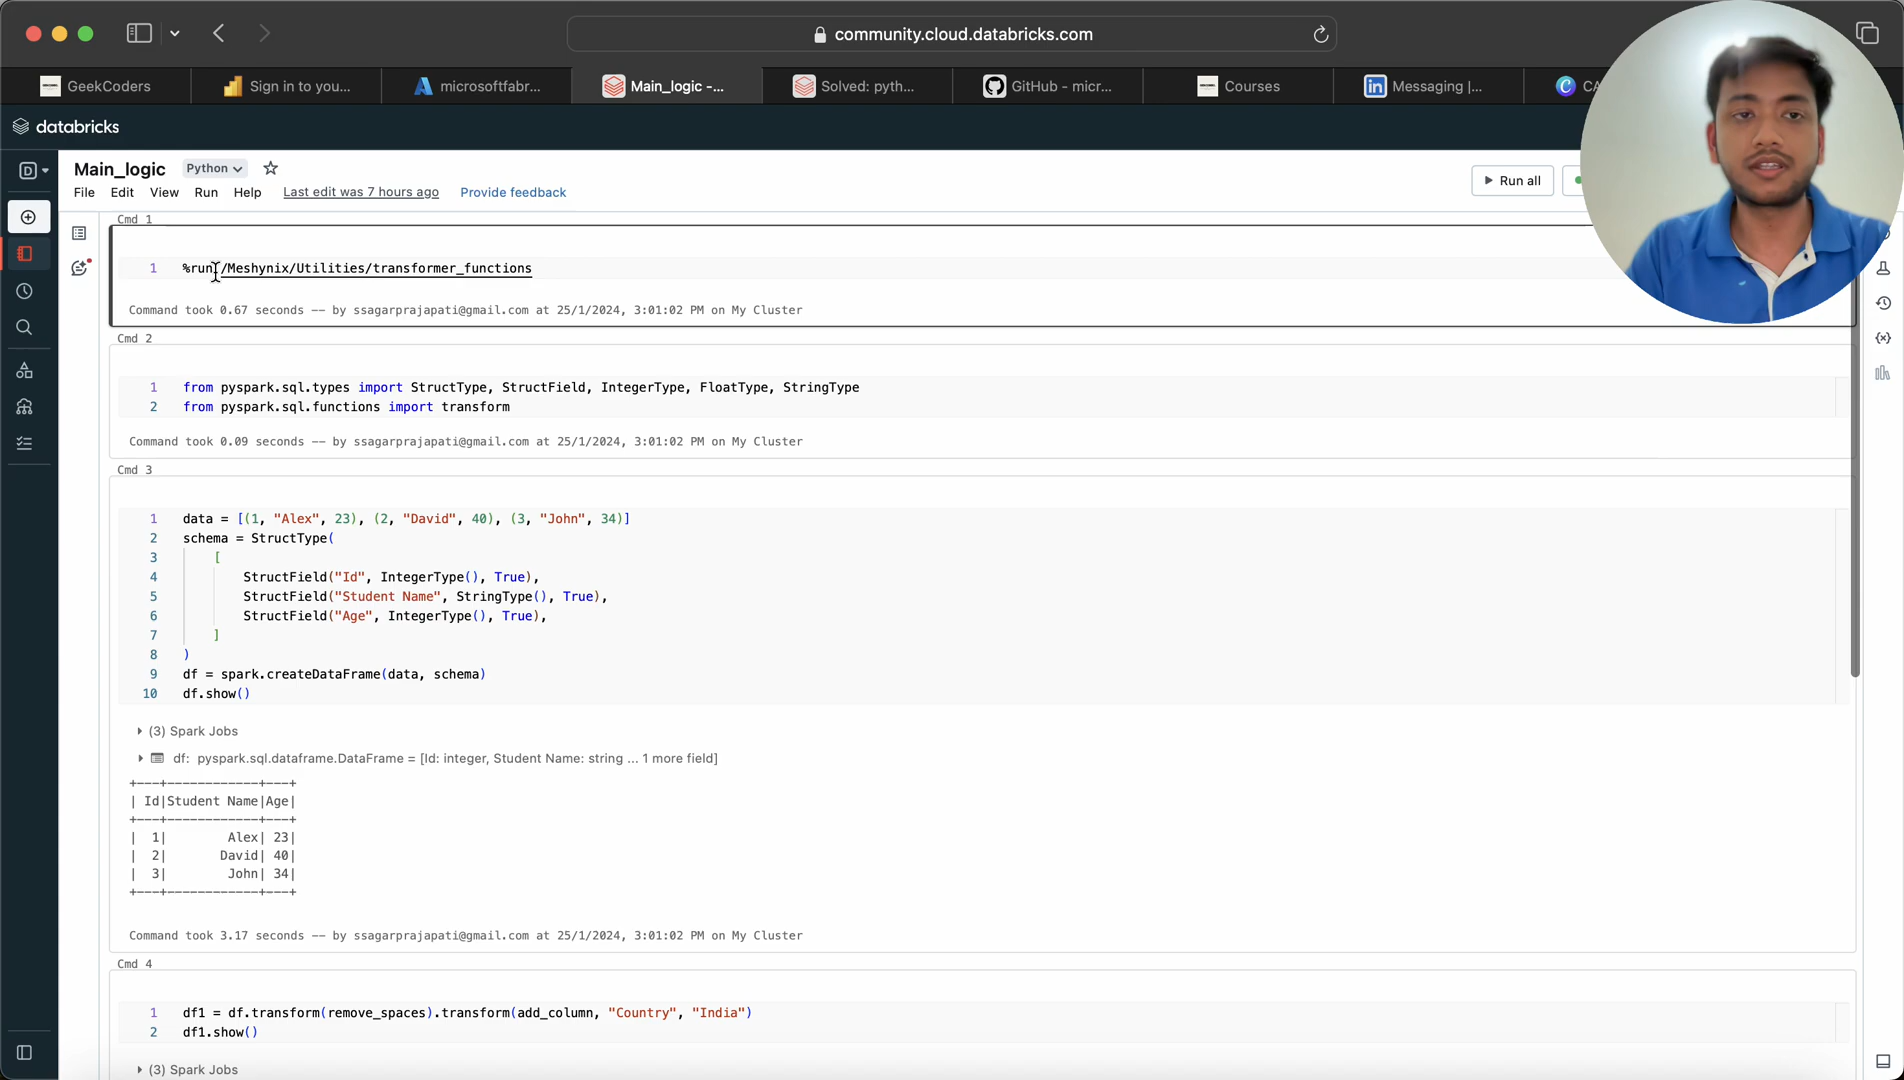 community.cloud.databricks.com
GeekCoders
Sign in to you...
microsoftfabr...
Main_logic -...
Solved: pyth...
GitHub - micr...
Courses
Messaging |...
CA
databricks
D
Main_logic Python
File Edit View Run Help Last edit was 7 hours ago Provide feedback
Run all
Cmd 1
1 %run /Meshynix/Utilities/transformer_functions
Command took 0.67 seconds -- by ssagarprajapati@gmail.com at 25/1/2024, 3:01:02 PM on My Cluster
Cmd 2
1 from pyspark.sql.types import StructType, StructField, IntegerType, FloatType, StringType
2 from pyspark.sql.functions import transform
Command took 0.09 seconds -- by ssagarprajapati@gmail.com at 25/1/2024, 3:01:02 PM on My Cluster
Cmd 3
1 data = [(1, "Alex", 23), (2, "David", 40), (3, "John", 34)]
2 schema = StructType(
3 [
4 StructField("Id", IntegerType(), True),
5 StructField("Student Name", StringType(), True),
6 StructField("Age", IntegerType(), True),
7 ]
8 )
9 df = spark.createDataFrame(data, schema)
10 df.show()
(3) Spark Jobs
df: pyspark.sql.dataframe.DataFrame = [Id: integer, Student Name: string ... 1 more field]
+---+------------+---+
| Id|Student Name|Age|
+---+------------+---+
|  1|        Alex| 23|
|  2|       David| 40|
|  3|        John| 34|
+---+------------+---+
Command took 3.17 seconds -- by ssagarprajapati@gmail.com at 25/1/2024, 3:01:02 PM on My Cluster
Cmd 4
1 df1 = df.transform(remove_spaces).transform(add_column, "Country", "India")
2 df1.show()
(3) Spark Jobs